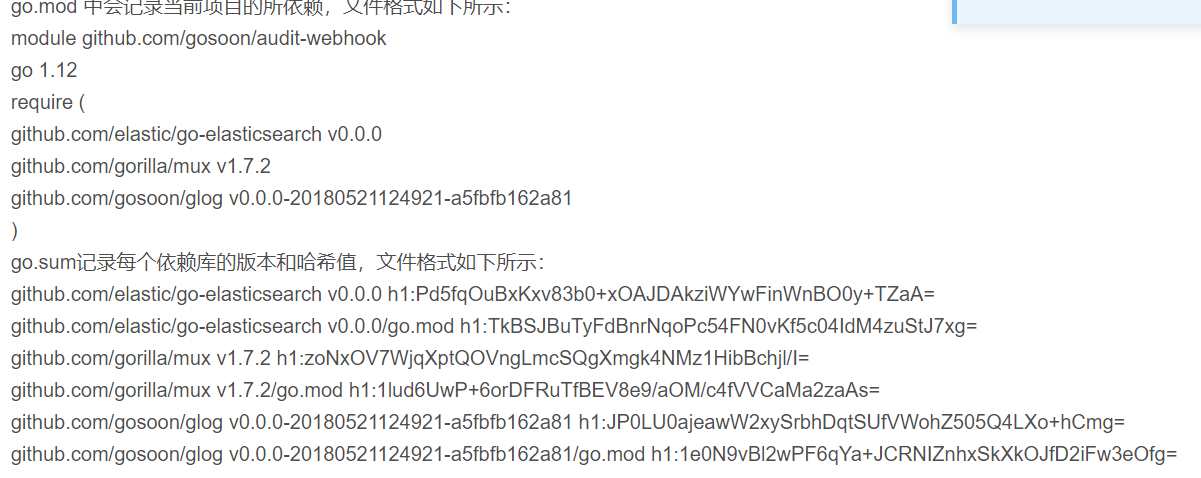 go.mod 中会记录当前项目的所依赖，文件格式如下所示：
module github.com/gosoon/audit-webhook
go 1.12
require (
github.com/elastic/go-elasticsearch v0.0.0
github.com/gorilla/mux v1.7.2
github.com/gosoon/glog v0.0.0-20180521124921-a5fbfb162a81
)
go.sum记录每个依赖库的版本和哈希值，文件格式如下所示：
github.com/elastic/go-elasticsearch v0.0.0 h1:Pd5fqOuBxKxv83b0+xOAJDAkziWYwFinWnBO0y+TZaA=
github.com/elastic/go-elasticsearch v0.0.0/go.mod h1:TkBSJBuTyFdBnrNqoPc54FN0vKf5c04IdM4zuStJ7xg=
github.com/gorilla/mux v1.7.2 h1:zoNxOV7WjqXptQOVngLmcSQgXmgk4NMz1HibBchjl/I=
github.com/gorilla/mux v1.7.2/go.mod h1:1lud6UwP+6orDFRuTfBEV8e9/aOM/c4fVVCaMa2zaAs=
github.com/gosoon/glog v0.0.0-20180521124921-a5fbfb162a81 h1:JP0LU0ajeawW2xySrbhDqtSUfVWohZ505Q4LXo+hCmg=
github.com/gosoon/glog v0.0.0-20180521124921-a5fbfb162a81/go.mod h1:1e0N9vBl2wPF6qYa+JCRNIZnhxSkXkOJfD2iFw3eOfg=